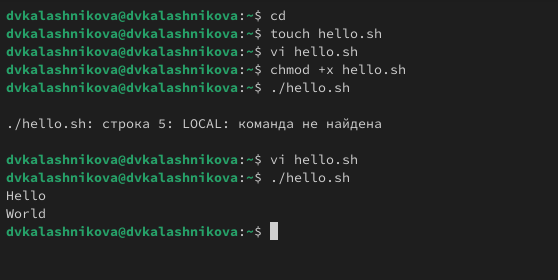 dvkalashnikova@dvkalashnikova:~$ cd
dvkalashnikova@dvkalashnikova:~$ touch hello.sh
dvkalashnikova@dvkalashnikova:~$ vi hello.sh
dvkalashnikova@dvkalashnikova:~$ chmod +x hello.sh
dvkalashnikova@dvkalashnikova:~$ ./hello.sh
./hello.sh: строка 5: LOCAL: команда не найдена
dvkalashnikova@dvkalashnikova:~$ vi hello.sh
dvkalashnikova@dvkalashnikova:~$ ./hello.sh
Hello
World
dvkalashnikova@dvkalashnikova:~$